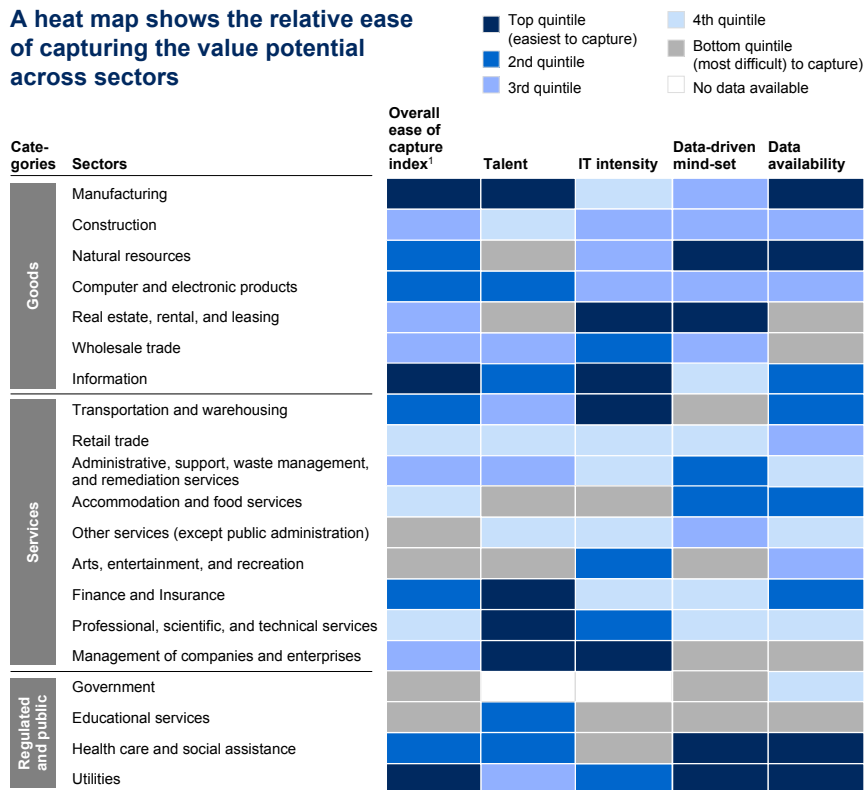 A heat map shows the relative ease
of capturing the value potential
across sectors
Top quintile
(easiest to capture)
2nd quintile
3rd quintile
4th quintile
Bottom quintile
(most difficult) to capture)
No data available
Cate-
gories
Sectors
Overall
ease of
capture
index1
Talent
IT intensity
Data-driven
mind-set
Data
availability
Goods
Manufacturing
Construction
Natural resources
Computer and electronic products
Real estate, rental, and leasing
Wholesale trade
Information
Services
Transportation and warehousing
Retail trade
Administrative, support, waste management,
and remediation services
Accommodation and food services
Other services (except public administration)
Arts, entertainment, and recreation
Finance and Insurance
Professional, scientific, and technical services
Management of companies and enterprises
Regulated
and public
Government
Educational services
Health care and social assistance
Utilities